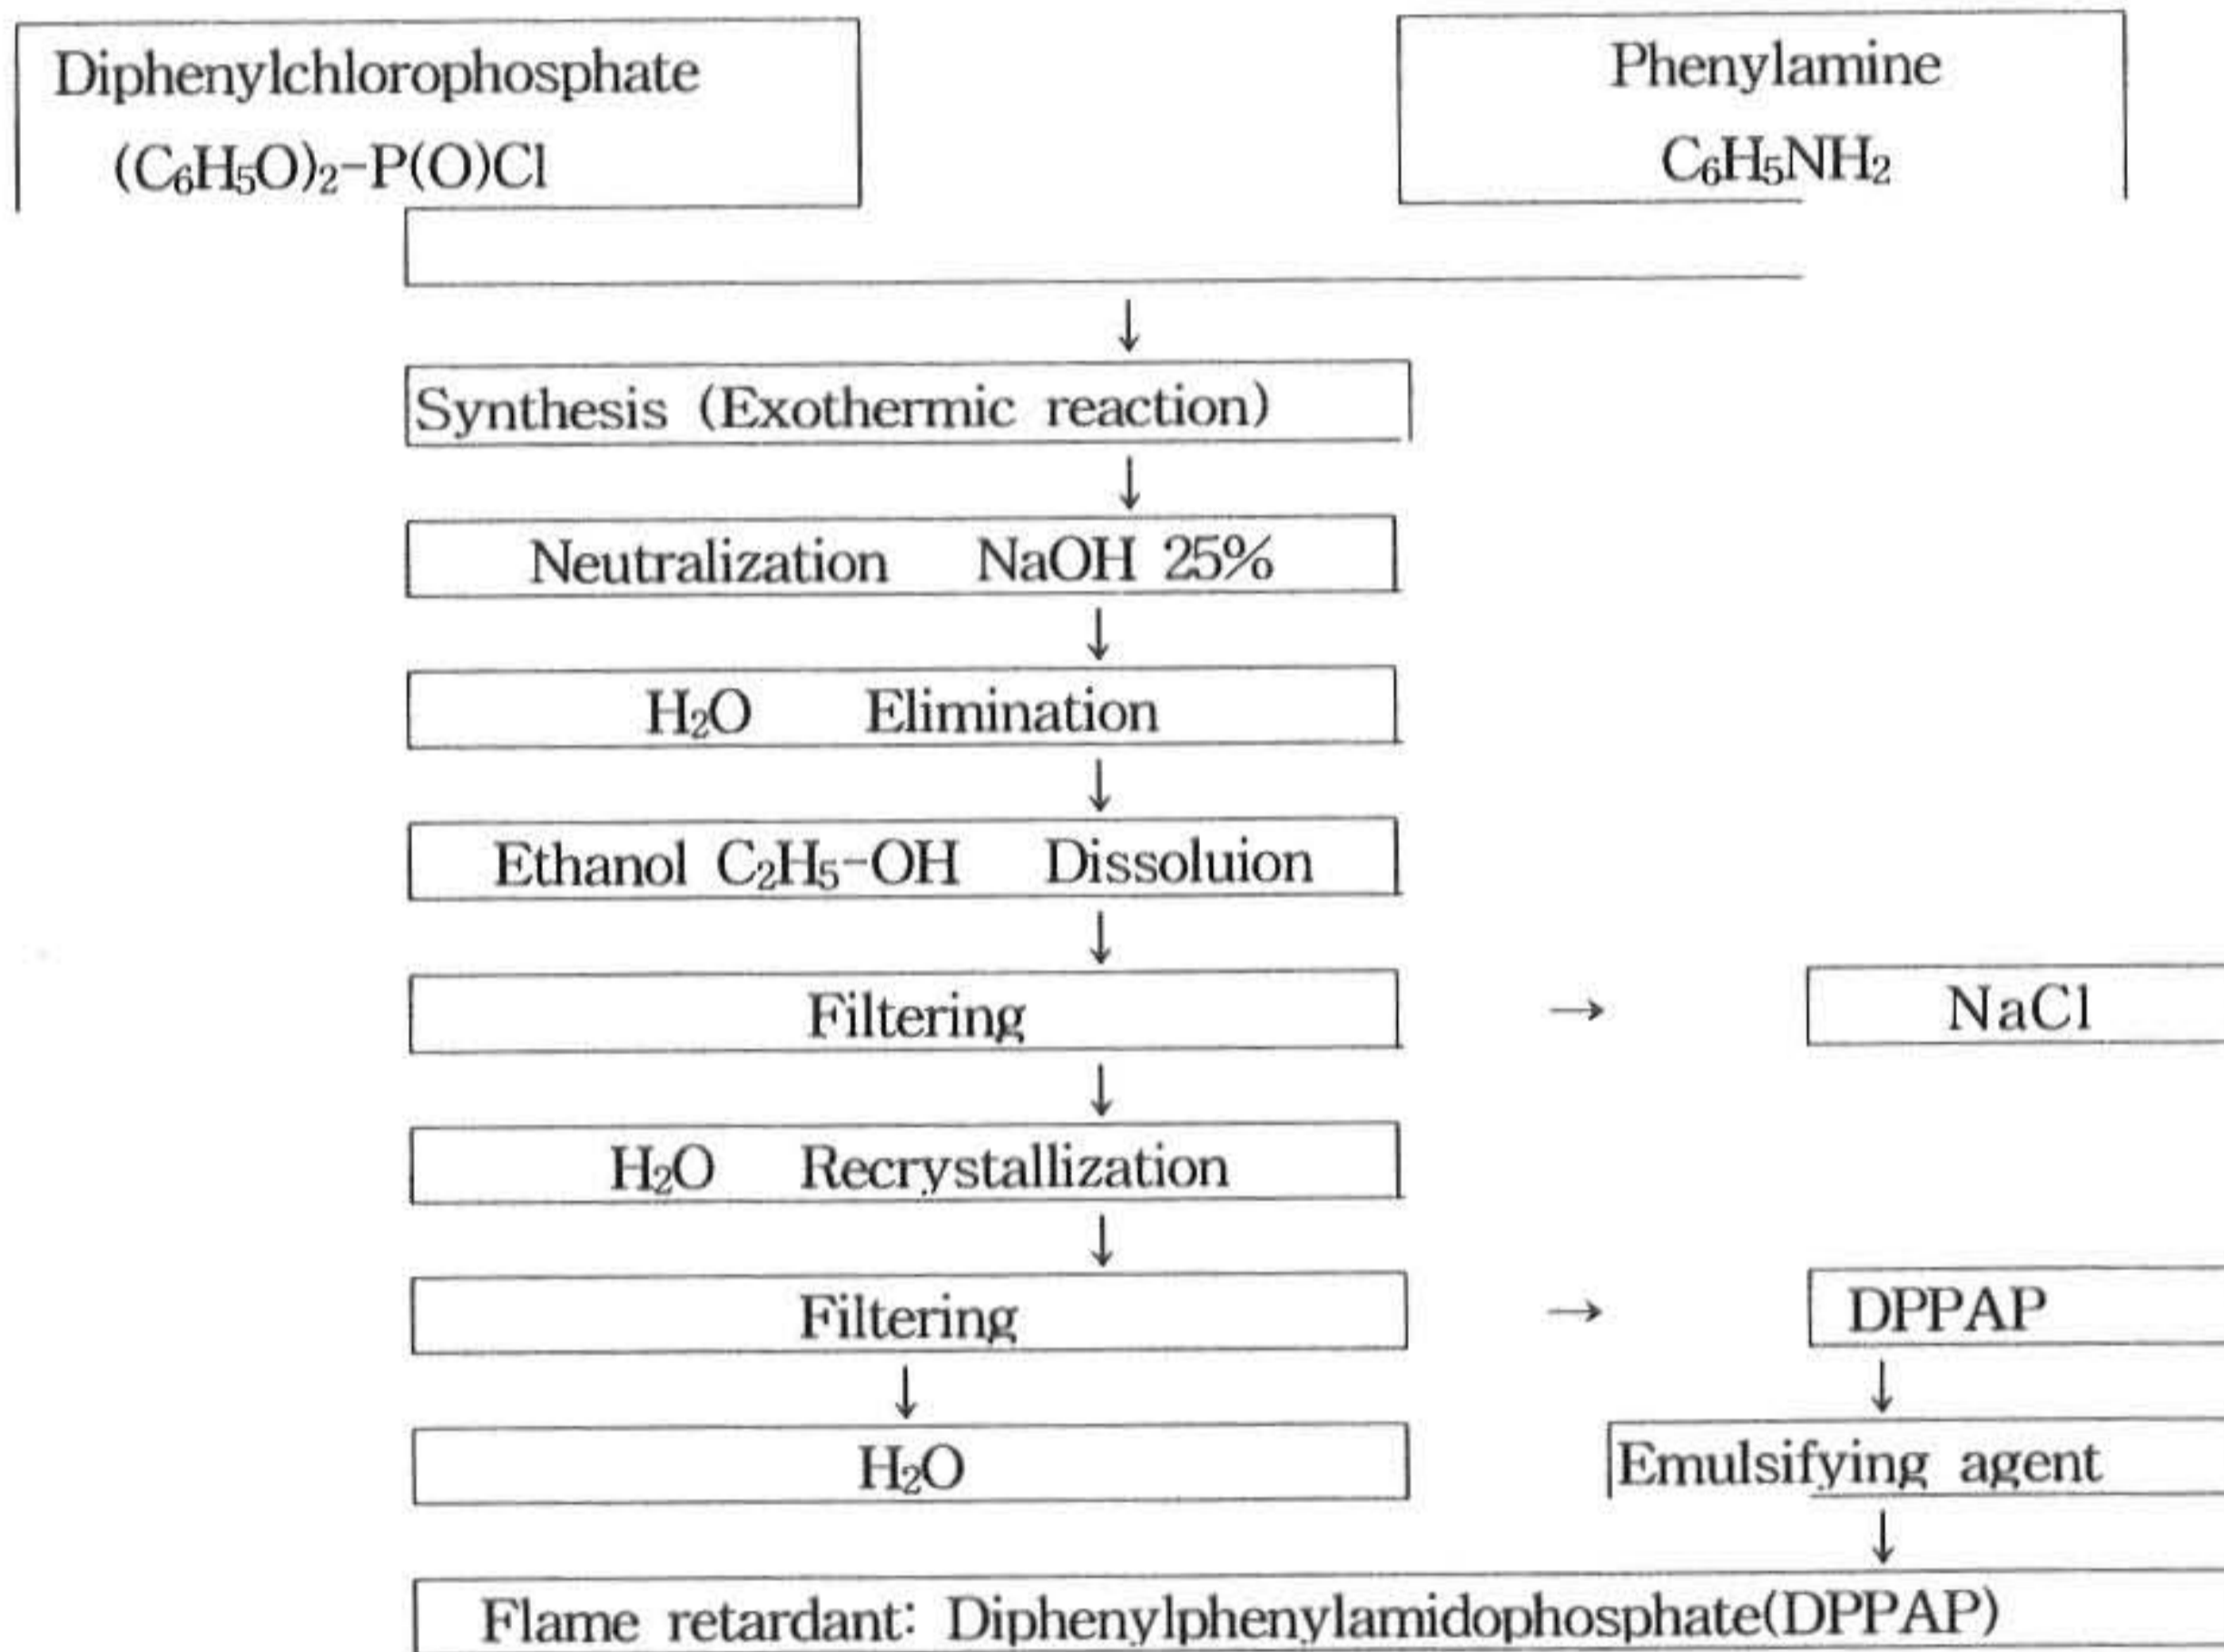 Diphenylchlorophosphate
(C₆H₅O)₂-P(O)Cl
Phenylamine
C₆H₅NH₂
↓
Synthesis (Exothermic reaction)
↓
Neutralization NaOH 25%
↓
H₂O Elimination
↓
Ethanol C₂H₅-OH Dissoluion
↓
Filtering → NaCl
↓
H₂O Recrystallization
↓
Filtering → DPPAP
↓ ↓
H₂O Emulsifying agent
↓
Flame retardant: Diphenylphenylamidophosphate(DPPAP)